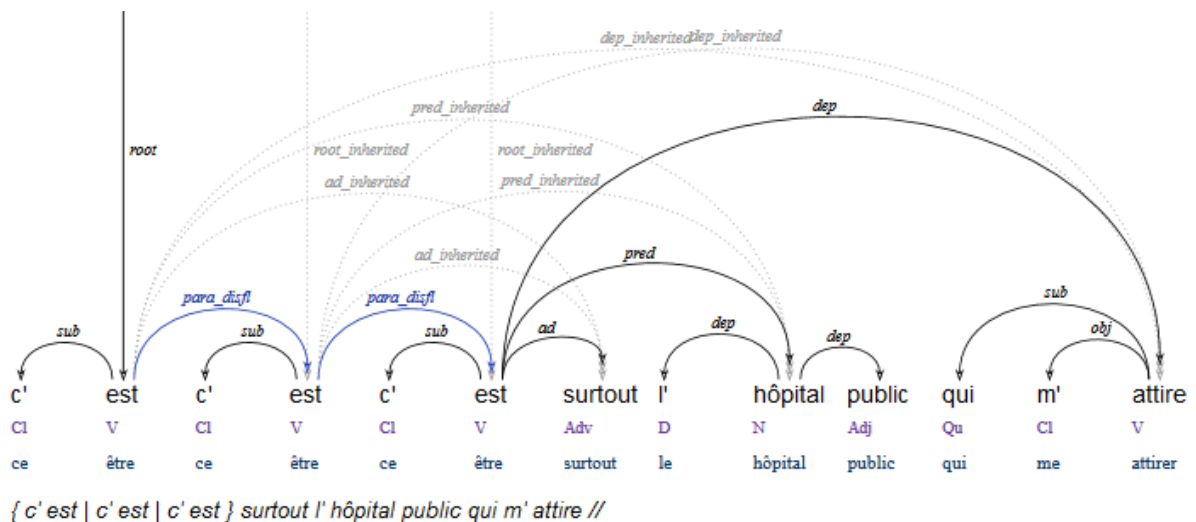 dep_inherited dep_inherited
pred_inherited dep
root root_inherited root_inherited
ad_inherited pred_inherited
ad_inherited pred
para_disfl para_disfl sub
sub sub sub ad dep dep obj
c' est c' est c' est surtout l' hôpital public qui m' attire
Cl V Cl V Cl V Adv D N Adj Qu Cl V
ce être ce être ce être surtout le hôpital public qui me attirer
{ c' est | c' est | c' est } surtout l' hôpital public qui m' attire //